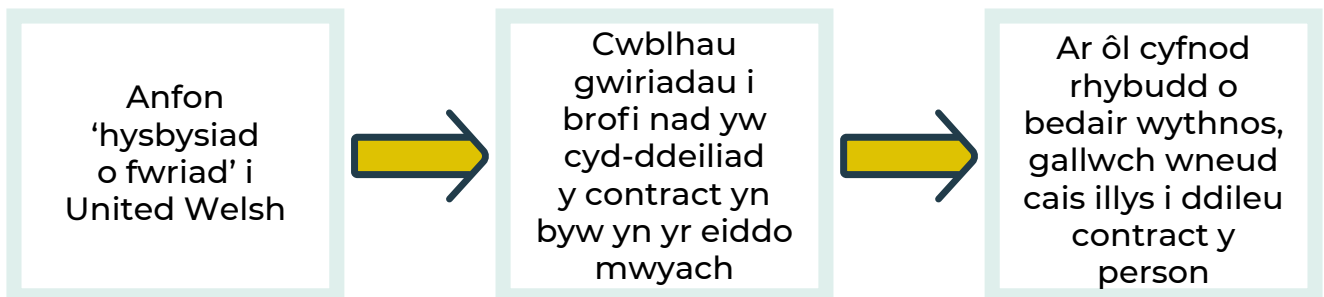 Anfon
‘hysbysiad
o fwriad’ i
United Welsh
Cwblhau
gwiriadau i
brofi nad yw
cyd-ddeiliad
y contract yn
byw yn yr eiddo
mwyach
Ar ôl cyfnod
rhybudd o
bedair wythnos,
gallwch wneud
cais illys i ddileu
contract y
person